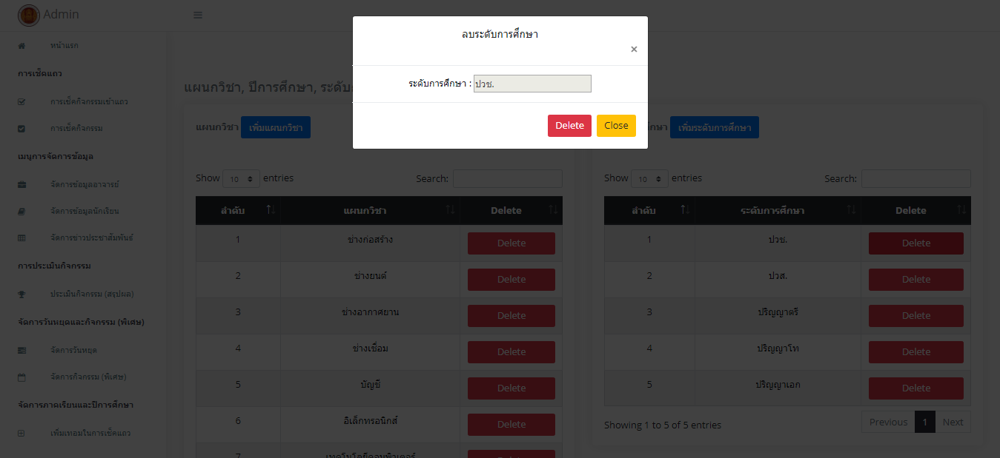 Admin
หน้าแรก
การเช็คแถว
การเช็คกิจกรรมเข้าแถว
การเช็คกิจกรรม
เมนูการจัดการข้อมูล
จัดการข้อมูลอาจารย์
จัดการข้อมูลนักเรียน
จัดการข่าวประชาสัมพันธ์
การประเมินกิจกรรม
ประเมินกิจกรรม (สรุปผล)
จัดการวันหยุดและกิจกรรม (พิเศษ)
จัดการวันหยุด
จัดการกิจกรรม (พิเศษ)
จัดการภาคเรียนและปีการศึกษา
เพิ่มเทอมในการเช็คแถว
ลบระดับการศึกษา
×
ระดับการศึกษา : ปวช.
Delete Close
แผนกวิชา, ปีการศึกษา, ระดับ
แผนกวิชา เพิ่มแผนกวิชา
Show 10 entries Search:
ลำดับ แผนกวิชา Delete
1 ช่างก่อสร้าง Delete
2 ช่างยนต์ Delete
3 ช่างอากาศยาน Delete
4 ช่างเชื่อม Delete
5 บัญชี Delete
6 อิเล็กทรอนิกส์ Delete
7 เทคโนโลยีคอมพิวเตอร์
เพิ่มระดับการศึกษา
Show 10 entries Search:
ลำดับ ระดับการศึกษา Delete
1 ปวช. Delete
2 ปวส. Delete
3 ปริญญาตรี Delete
4 ปริญญาโท Delete
5 ปริญญาเอก Delete
Showing 1 to 5 of 5 entries Previous 1 Next